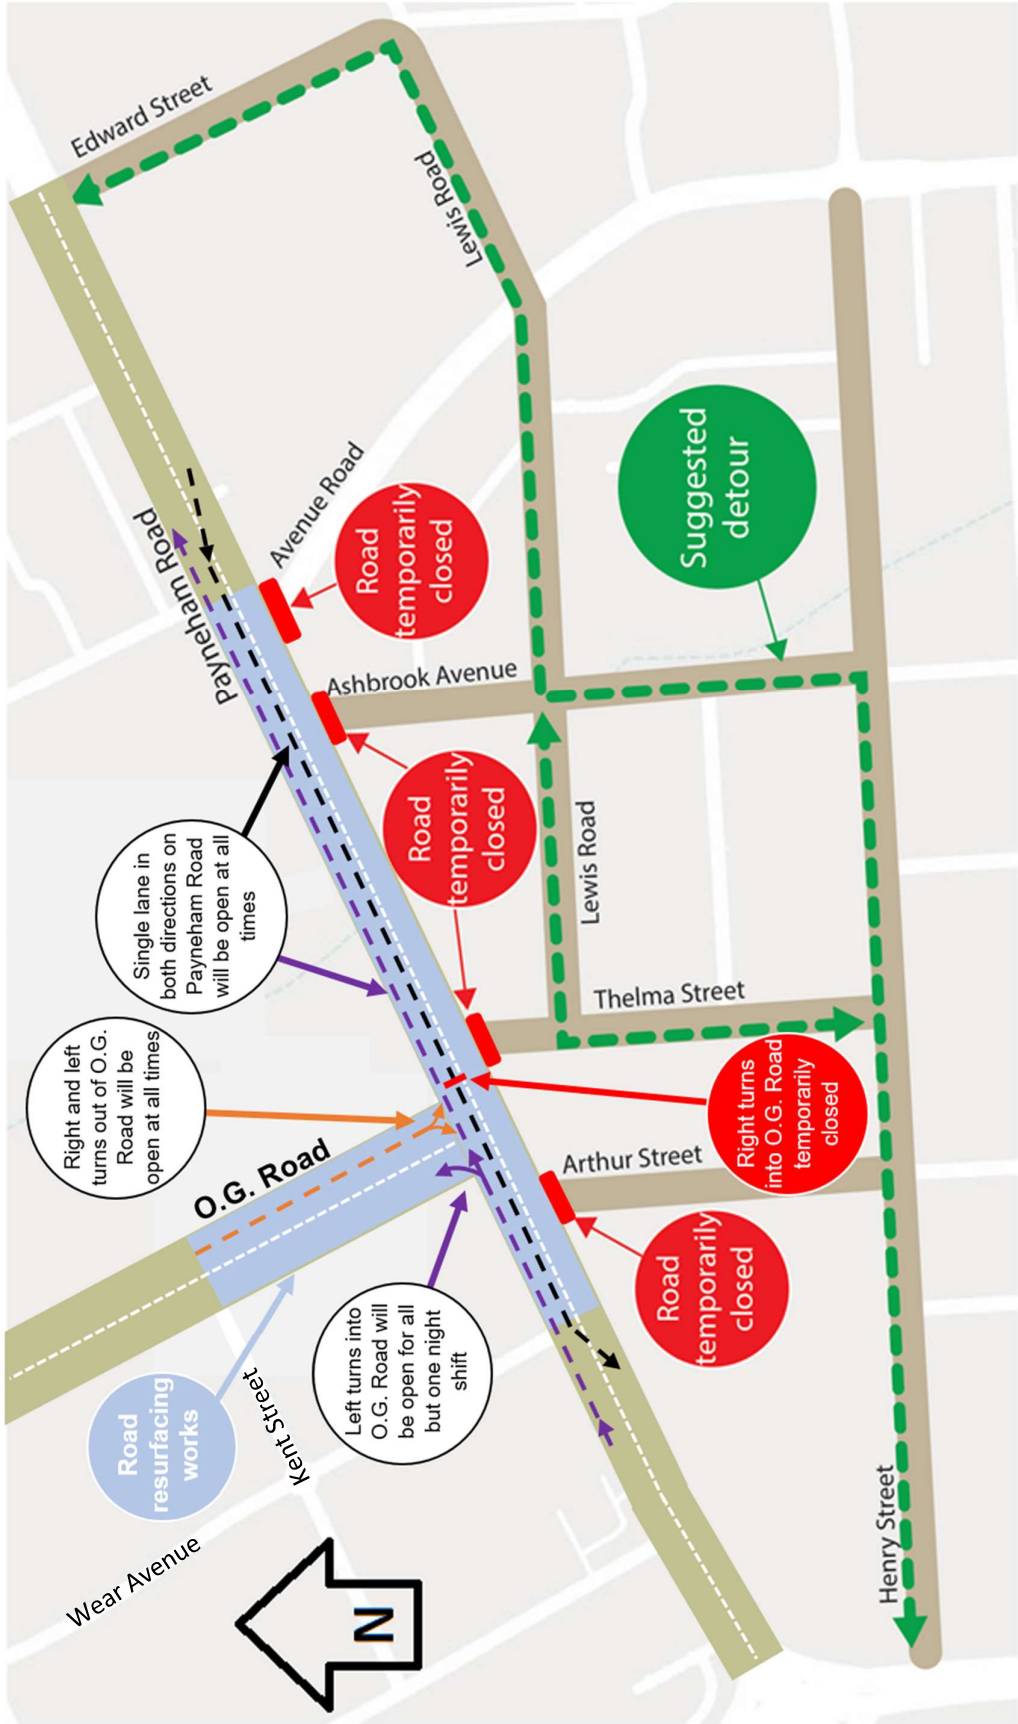 Edward Street
Lewis Road
Payneham Road
Avenue Road
Road
temporarily
closed
Suggested
detour
Ashbrook Avenue
Road
temporarily
closed
Single lane in
both directions on
Payneham Road
will be open at all
times
Lewis Road
Thelma Street
Right and left
turns out of O.G.
Road will be
open at all times
O.G. Road
Right turns
into O.G. Road
temporarily
closed
Arthur Street
Road
temporarily
closed
Left turns into
O.G. Road will
be open for all
but one night
shift
Road
resurfacing
works
Kent Street
Wear Avenue
Henry Street
N